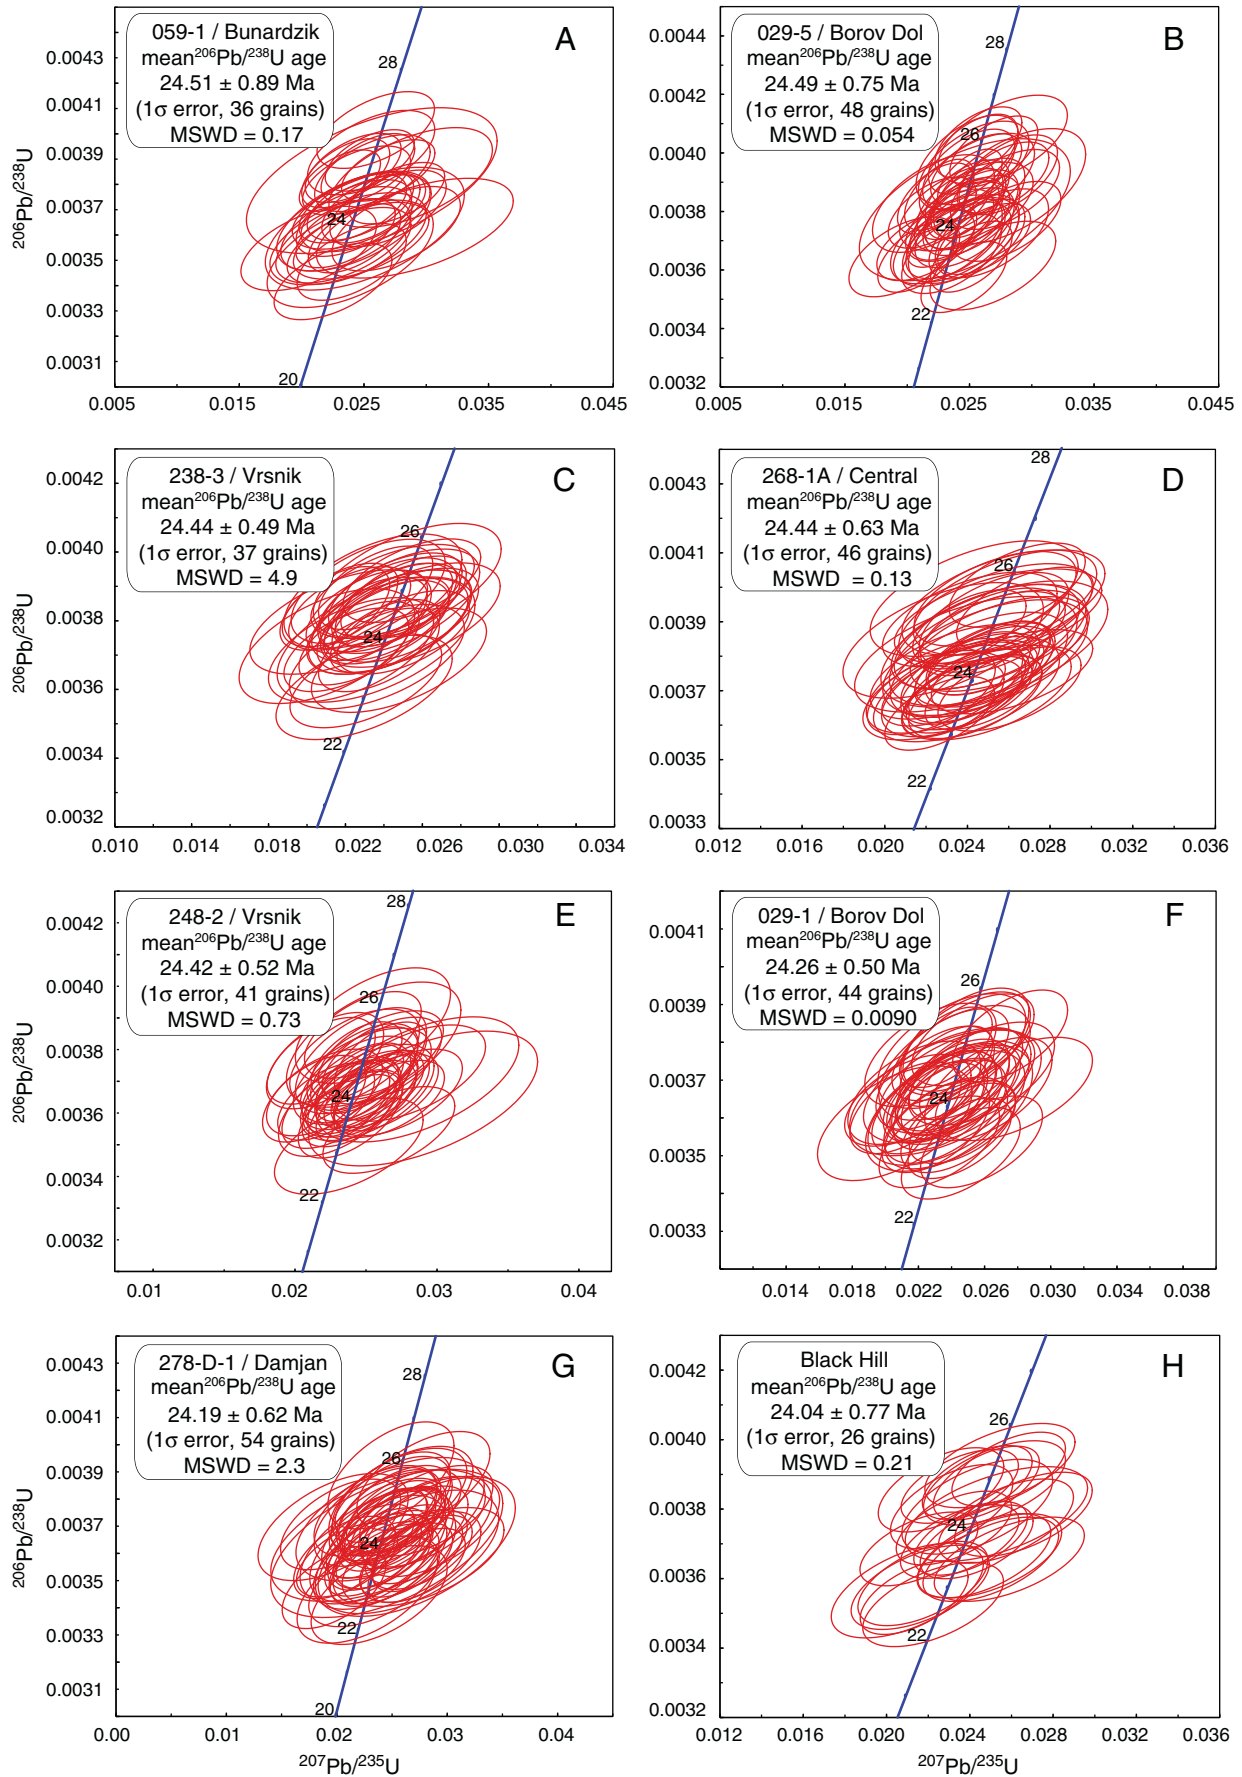 059-1 / Bunardzik
mean²⁰⁶Pb/²³⁸U age
24.51 ± 0.89 Ma
(1σ error, 36 grains)
MSWD = 0.17
A
28
24
20
0.0043
0.0041
0.0039
0.0037
0.0035
0.0033
0.0031
²⁰⁶Pb/²³⁸U
0.005 0.015 0.025 0.035 0.045
029-5 / Borov Dol
mean²⁰⁶Pb/²³⁸U age
24.49 ± 0.75 Ma
(1σ error, 48 grains)
MSWD = 0.054
B
28
26
24
22
0.0044
0.0042
0.0040
0.0038
0.0036
0.0034
0.0032
0.005 0.015 0.025 0.035 0.045
238-3 / Vrsnik
mean²⁰⁶Pb/²³⁸U age
24.44 ± 0.49 Ma
(1σ error, 37 grains)
MSWD = 4.9
C
26
24
22
0.0042
0.0040
0.0038
0.0036
0.0034
0.0032
²⁰⁶Pb/²³⁸U
0.010 0.014 0.018 0.022 0.026 0.030 0.034
268-1A / Central
mean²⁰⁶Pb/²³⁸U age
24.44 ± 0.63 Ma
(1σ error, 46 grains)
MSWD = 0.13
D
28
26
24
22
0.0043
0.0041
0.0039
0.0037
0.0035
0.0033
0.012 0.016 0.020 0.024 0.028 0.032 0.036
248-2 / Vrsnik
mean²⁰⁶Pb/²³⁸U age
24.42 ± 0.52 Ma
(1σ error, 41 grains)
MSWD = 0.73
E
28
26
24
22
0.0042
0.0040
0.0038
0.0036
0.0034
0.0032
²⁰⁶Pb/²³⁸U
0.01 0.02 0.03 0.04
029-1 / Borov Dol
mean²⁰⁶Pb/²³⁸U age
24.26 ± 0.50 Ma
(1σ error, 44 grains)
MSWD = 0.0090
F
26
24
22
0.0041
0.0039
0.0037
0.0035
0.0033
0.014 0.018 0.022 0.026 0.030 0.034 0.038
278-D-1 / Damjan
mean²⁰⁶Pb/²³⁸U age
24.19 ± 0.62 Ma
(1σ error, 54 grains)
MSWD = 2.3
G
28
26
24
22
20
0.0043
0.0041
0.0039
0.0037
0.0035
0.0033
0.0031
²⁰⁶Pb/²³⁸U
0.00 0.01 0.02 0.03 0.04
²⁰⁷Pb/²³⁵U
Black Hill
mean²⁰⁶Pb/²³⁸U age
24.04 ± 0.77 Ma
(1σ error, 26 grains)
MSWD = 0.21
H
26
24
22
0.0042
0.0040
0.0038
0.0036
0.0034
0.0032
0.012 0.016 0.020 0.024 0.028 0.032 0.036
²⁰⁷Pb/²³⁵U